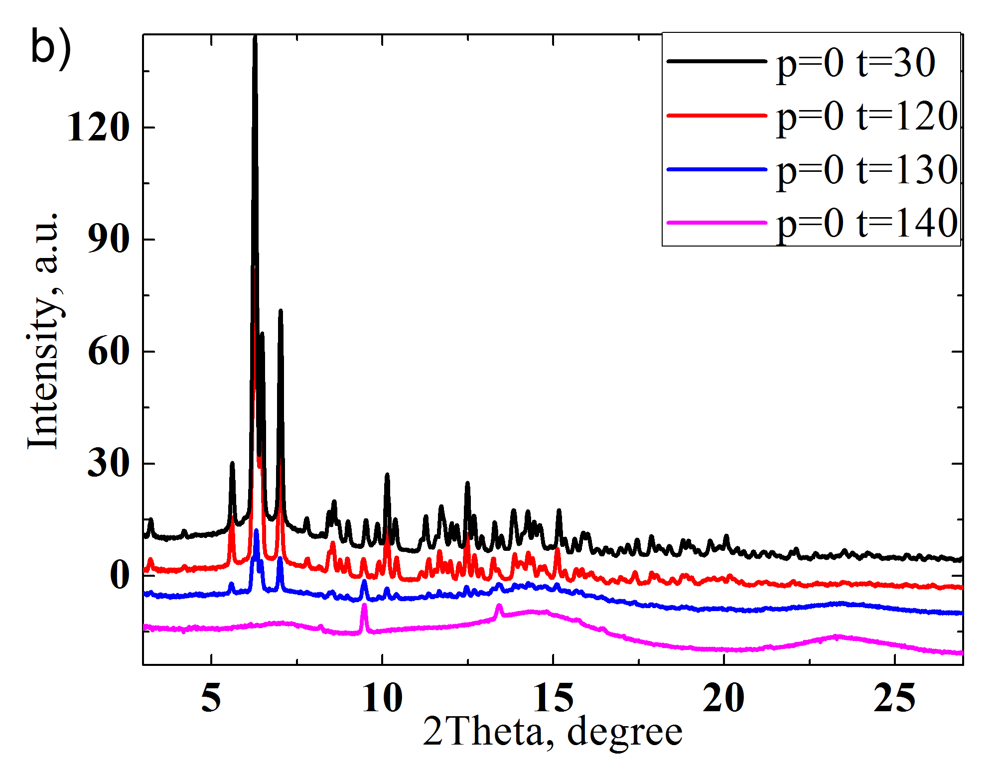 b)
p=0 t=30
p=0 t=120
p=0 t=130
p=0 t=140
Intensity, a.u.
120
90
60
30
0
5 10 15 20 25
2Theta, degree